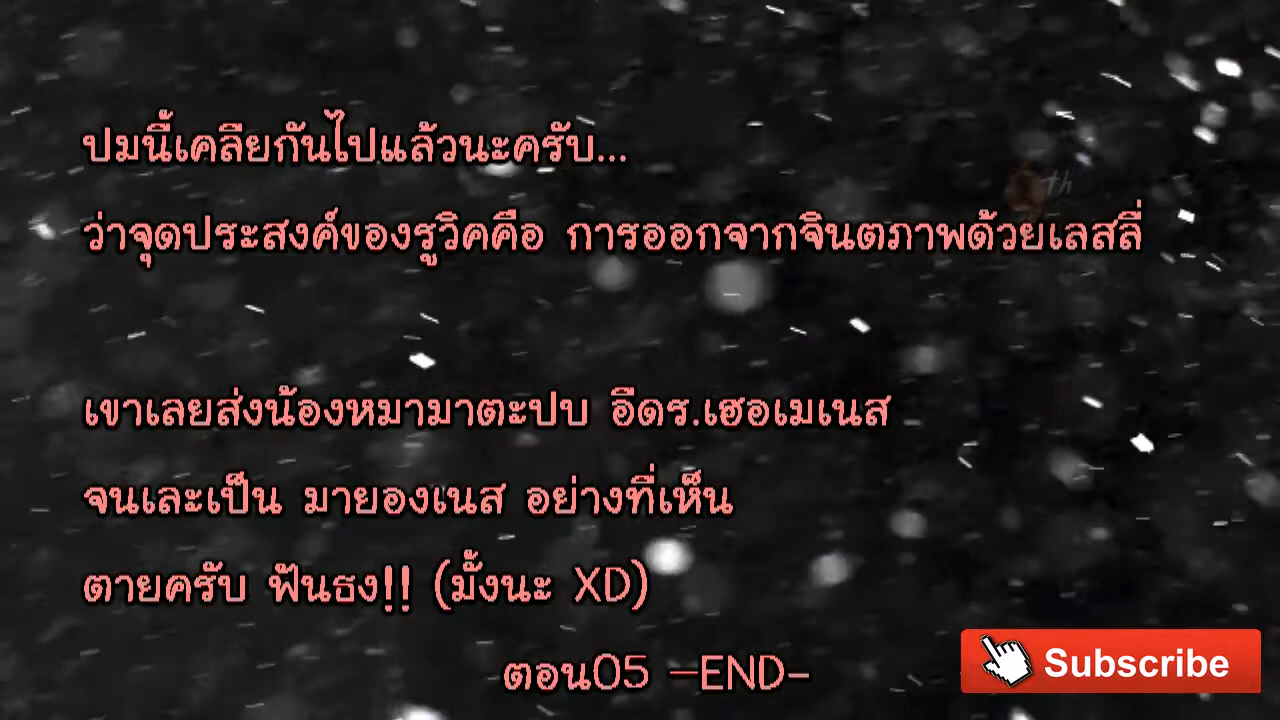 ปมนี้เคลียกันไปแล้วนะครับ...
ว่าจุดประสงค์ของรูวิคคือ การออกจากจินตภาพด้วยเลสลี่
เขาเลยส่งน้องหมามาตะปบ อีดร.เฮอเมเนส
จนเละเป็น มายองเนส อย่างที่เห็น
ตายครับ ฟันธง!! (มั้งนะ XD)
ตอน05 -END-
Subscribe